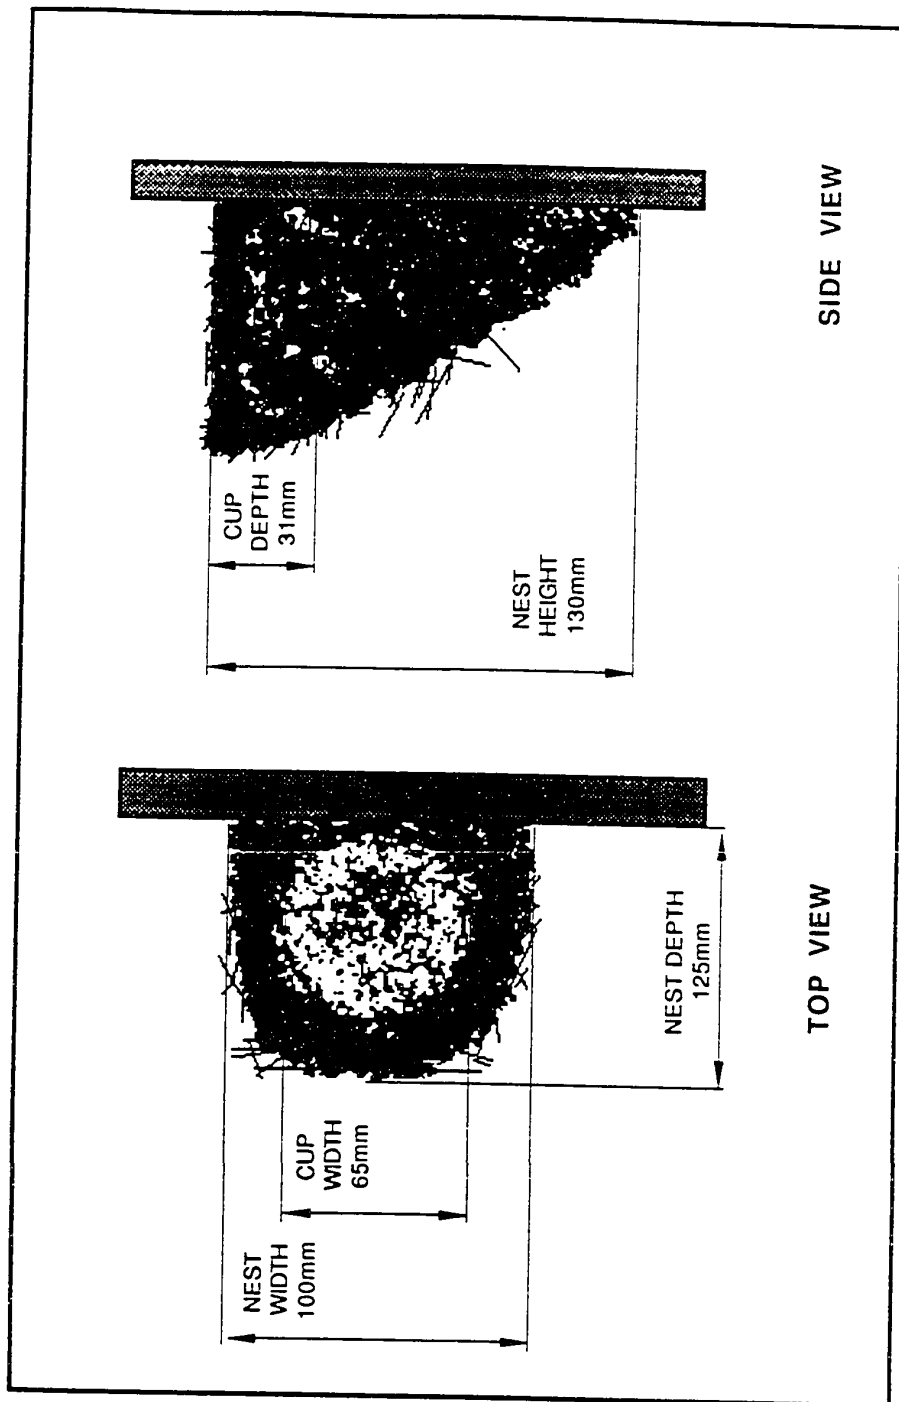 NEST
WIDTH
100mm
CUP
WIDTH
65mm
NEST DEPTH
125mm
TOP VIEW
CUP
DEPTH
31mm
NEST
HEIGHT
130mm
SIDE VIEW